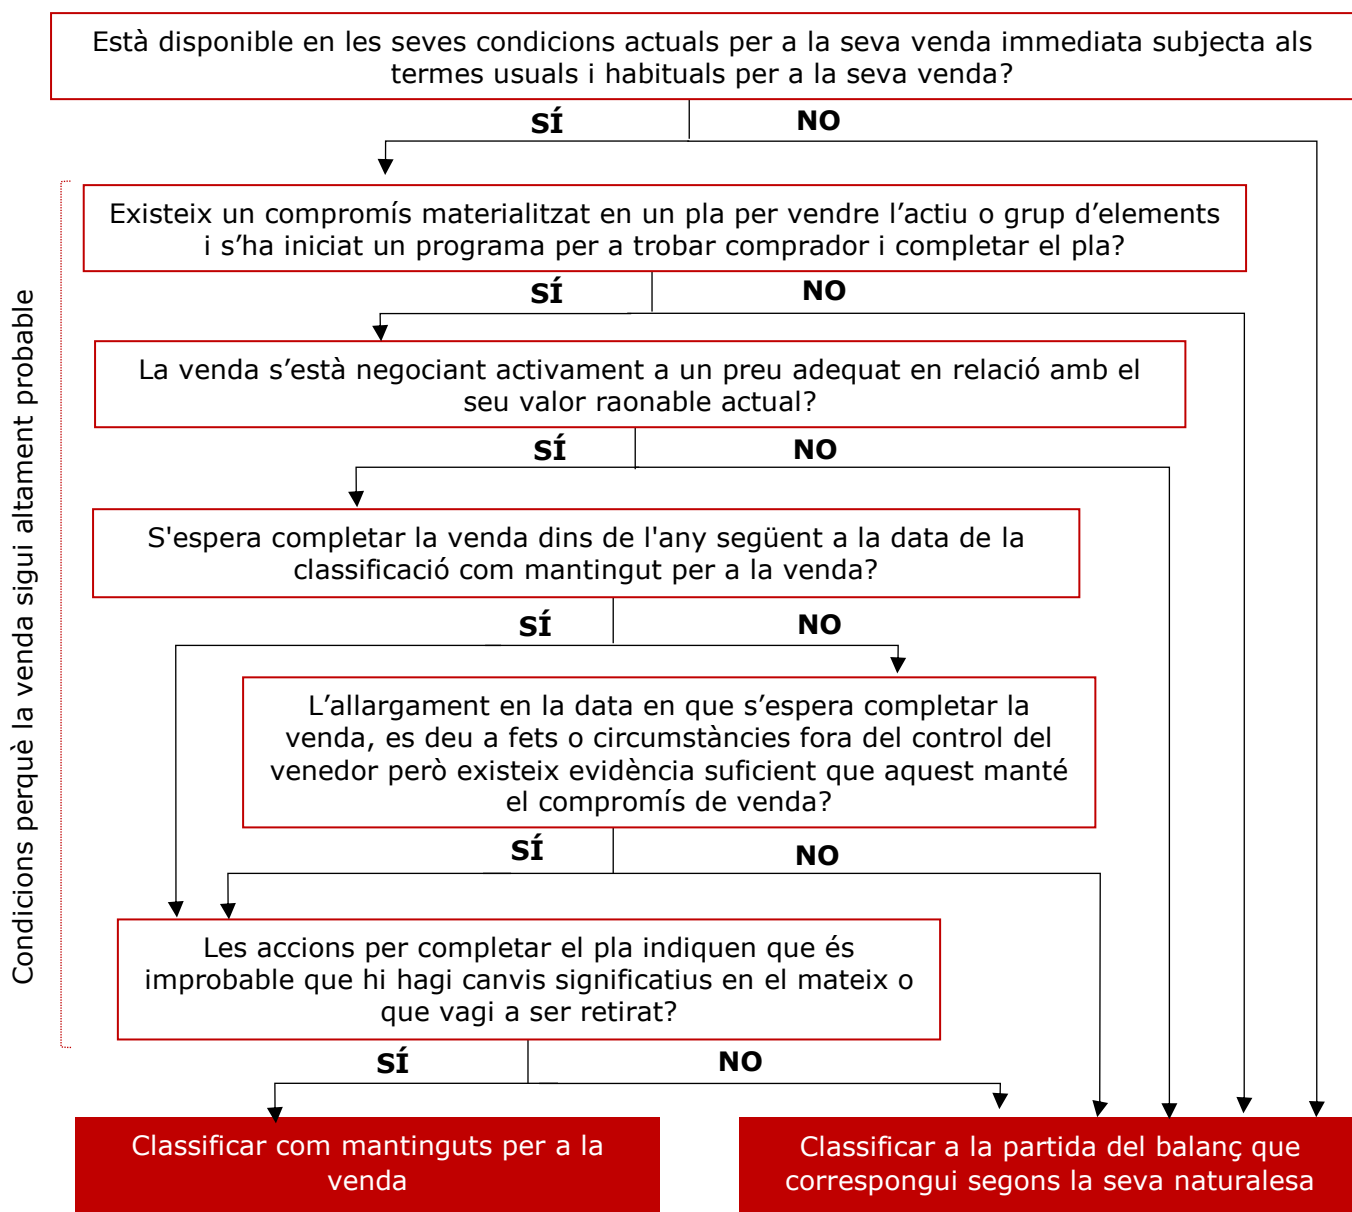 Està disponible en les seves condicions actuals per a la seva venda immediata subjecta als
termes usuals i habituals per a la seva venda?
SÍ
NO
Condicions perquè la venda sigui altament probable
Existeix un compromís materialitzat en un pla per vendre l’actiu o grup d’elements
i s’ha iniciat un programa per a trobar comprador i completar el pla?
SÍ
NO
La venda s’està negociant activament a un preu adequat en relació amb el
seu valor raonable actual?
SÍ
NO
S'espera completar la venda dins de l'any següent a la data de la
classificació com mantingut per a la venda?
SÍ
NO
L’allargament en la data en que s’espera completar la
venda, es deu a fets o circumstàncies fora del control del
venedor però existeix evidència suficient que aquest manté
el compromís de venda?
SÍ
NO
Les accions per completar el pla indiquen que és
improbable que hi hagi canvis significatius en el mateix o
que vagi a ser retirat?
SÍ
NO
Classificar com mantinguts per a la
venda
Classificar a la partida del balanç que
correspongui segons la seva naturalesa